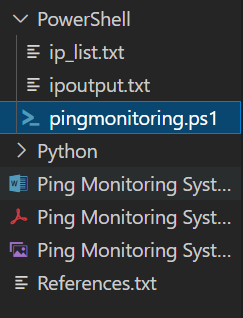 PowerShell
ip_list.txt
ipoutput.txt
pingmonitoring.ps1
Python
Ping Monitoring Syst...
Ping Monitoring Syst...
Ping Monitoring Syst...
References.txt